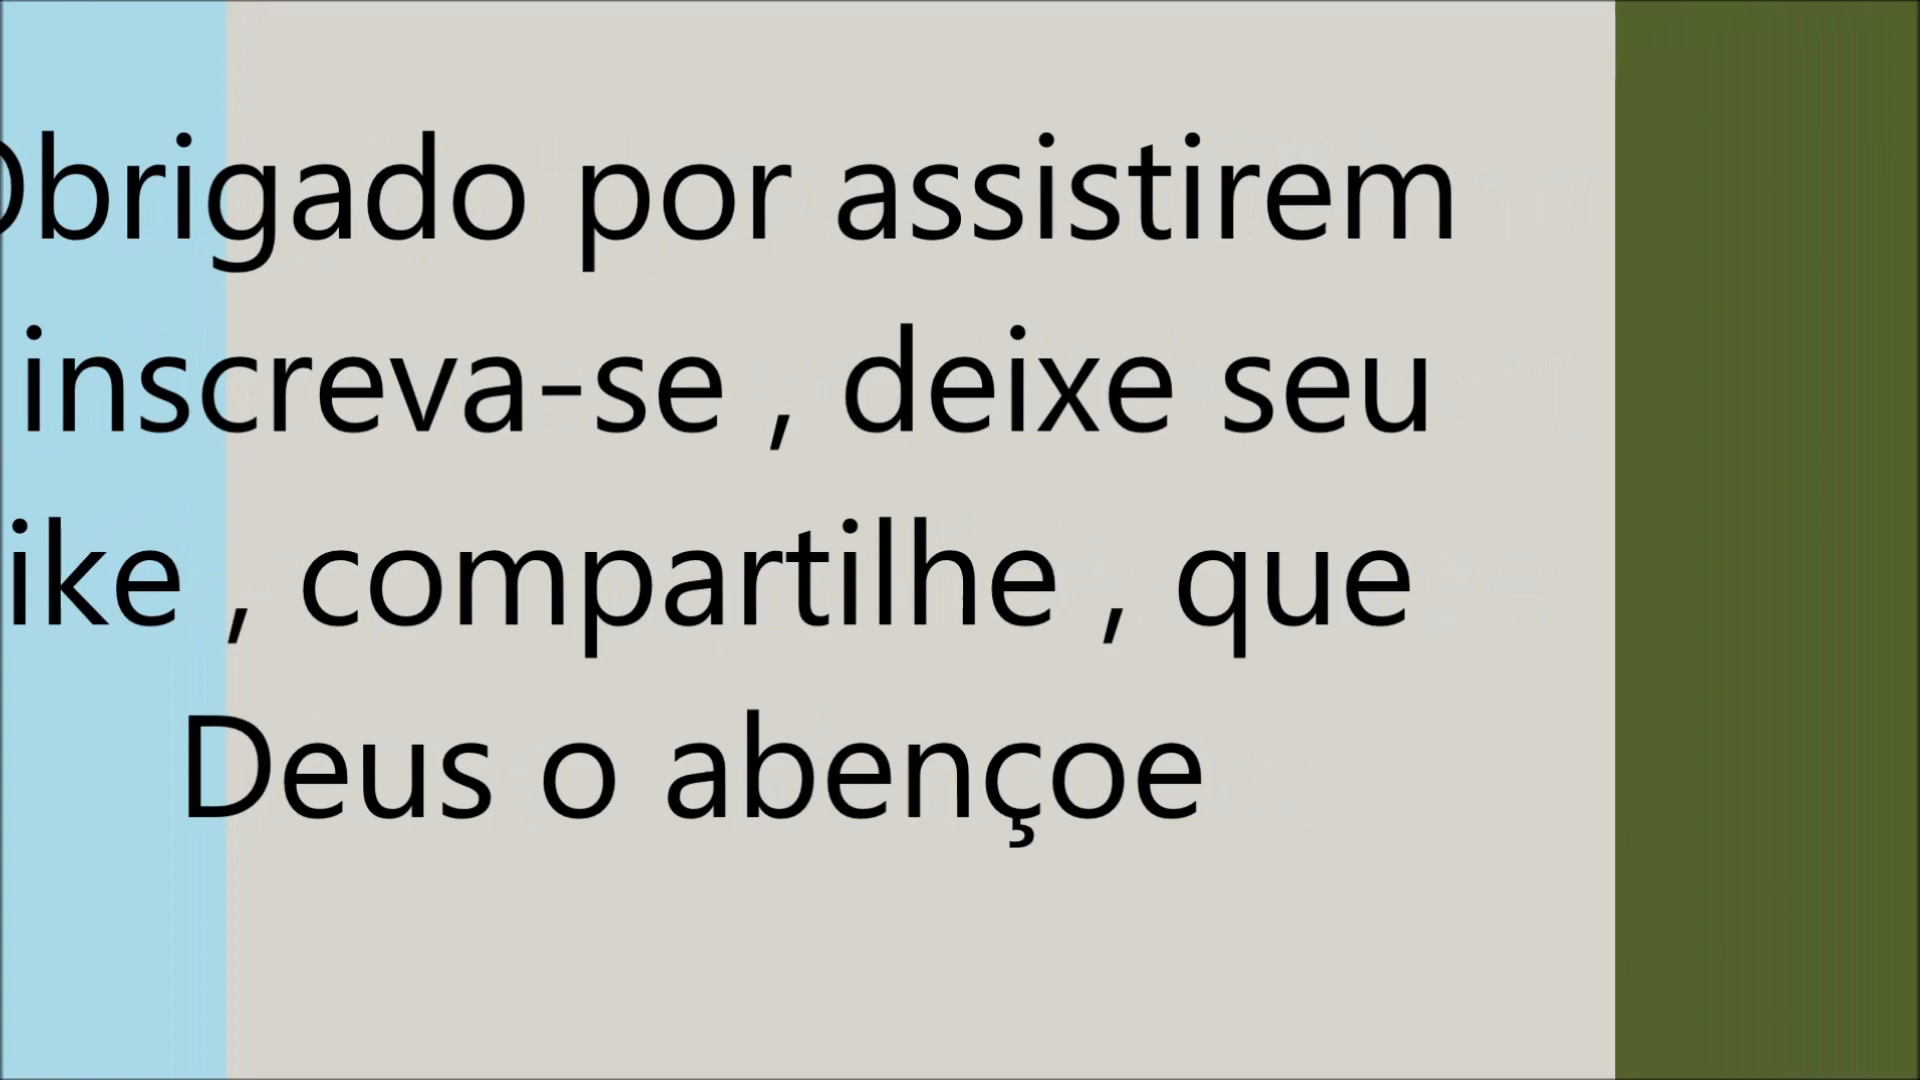 Obrigado por assistirem
inscreva-se , deixe seu
ike , compartilhe , que
Deus o abençoe